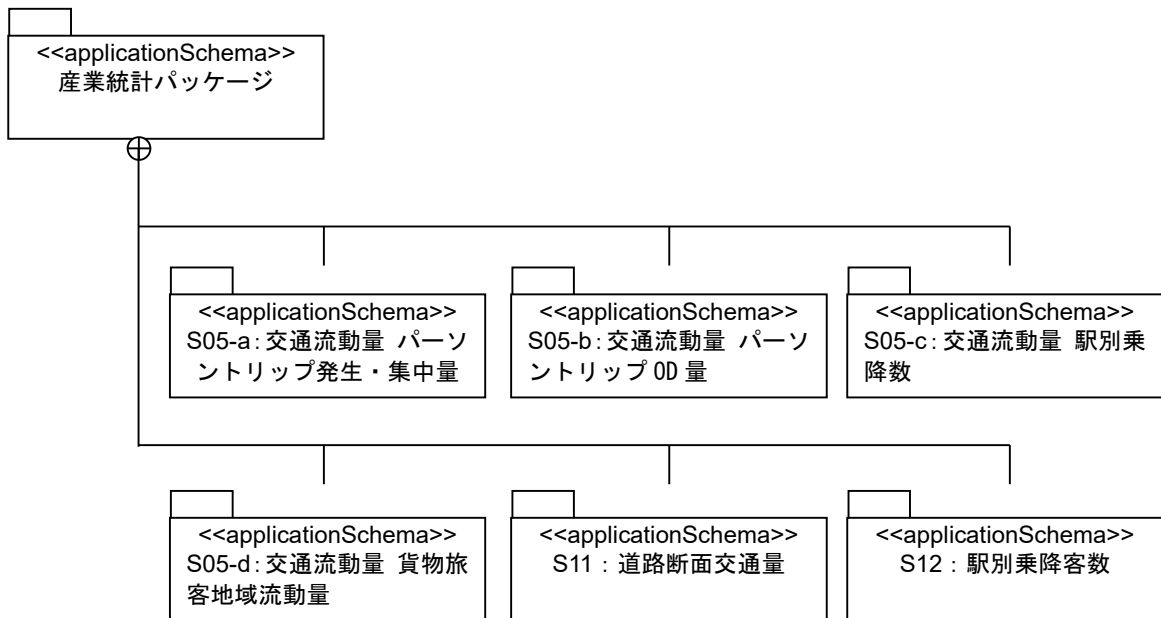 <<applicationSchema>>
産業統計パッケージ
<<applicationSchema>>
S05-a:交通流動量 パーソ
ントリップ発生・集中量
<<applicationSchema>>
S05-b:交通流動量 パーソ
ントリップ OD 量
<<applicationSchema>>
S05-c:交通流動量 駅別乗
降数
<<applicationSchema>>
S05-d:交通流動量 貨物旅
客地域流動量
<<applicationSchema>>
S11：道路断面交通量
<<applicationSchema>>
S12：駅別乗降客数